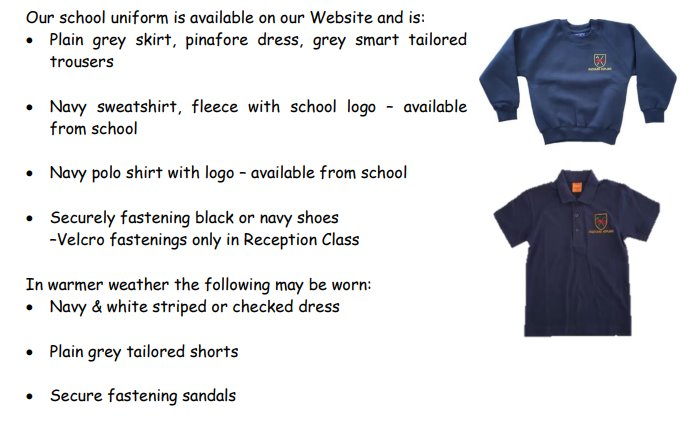 Our school uniform is available on our Website and is:
• Plain grey skirt, pinafore dress, grey smart tailored
trousers
• Navy sweatshirt, fleece with school logo – available
from school
• Navy polo shirt with logo – available from school
• Securely fastening black or navy shoes
–Velcro fastenings only in Reception Class
In warmer weather the following may be worn:
• Navy & white striped or checked dress
• Plain grey tailored shorts
• Secure fastening sandals